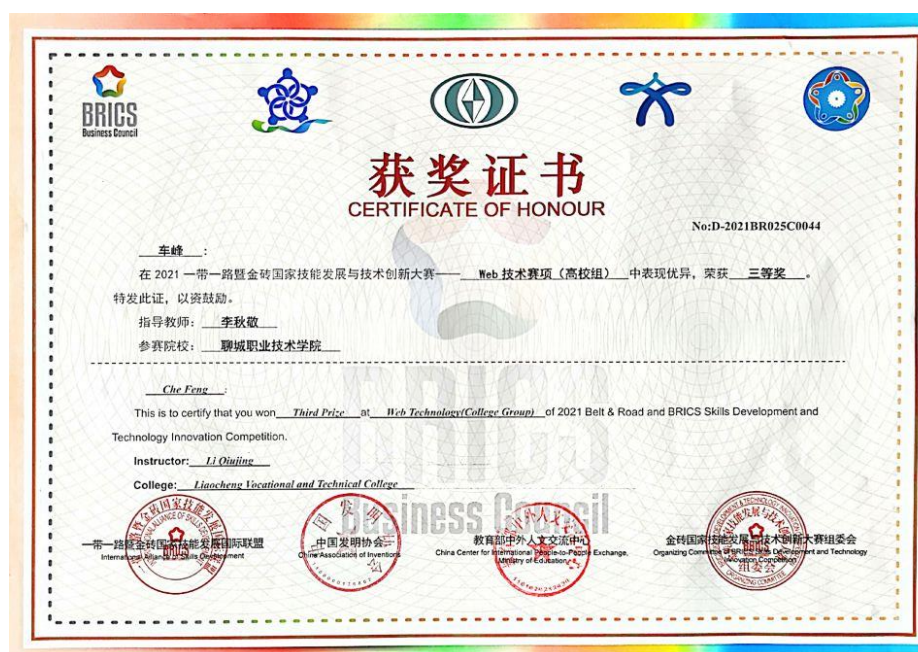 BRICS
Business Council
获奖证书
CERTIFICATE OF HONOUR
No:D-2021BR025C0044
车峰 :
在 2021 一带一路暨金砖国家技能发展与技术创新大赛—— Web 技术赛项（高校组） 中表现优异，荣获 三等奖 。
特发此证，以资鼓励。
指导教师： 李秋敬
参赛院校： 聊城职业技术学院
Che Feng :
This is to certify that you won Third Prize at Web Technology(College Group) of 2021 Belt & Road and BRICS Skills Development and
Technology Innovation Competition.
Instructor: Li Qiujing
College: Liaocheng Vocational and Technical College
BRICS
Business Council
一带一路暨金砖国家技能发展国际联盟
International Alliance of Skills Development
中国发明协会
China Association of Inventions
教育部中外人文交流中心
China Center for International People-to-People Exchange,
Ministry of Education
金砖国家技能发展与技术创新大赛组委会
Organizing Committee of BRICS Skills Development and Technology
Innovation Competition